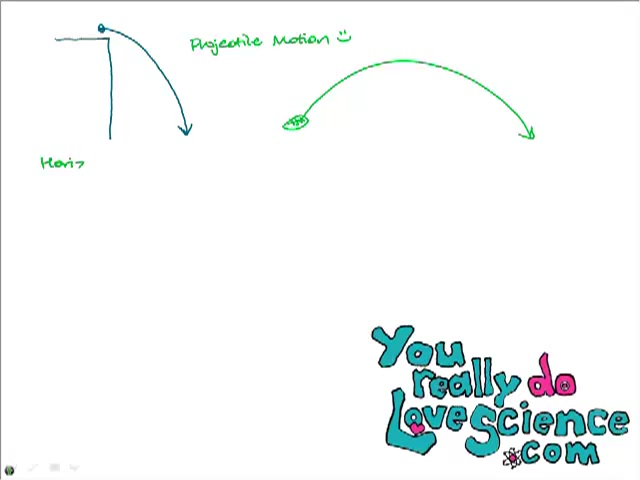 Projectile Motion
Horiz
You
really do
Love Science
.com